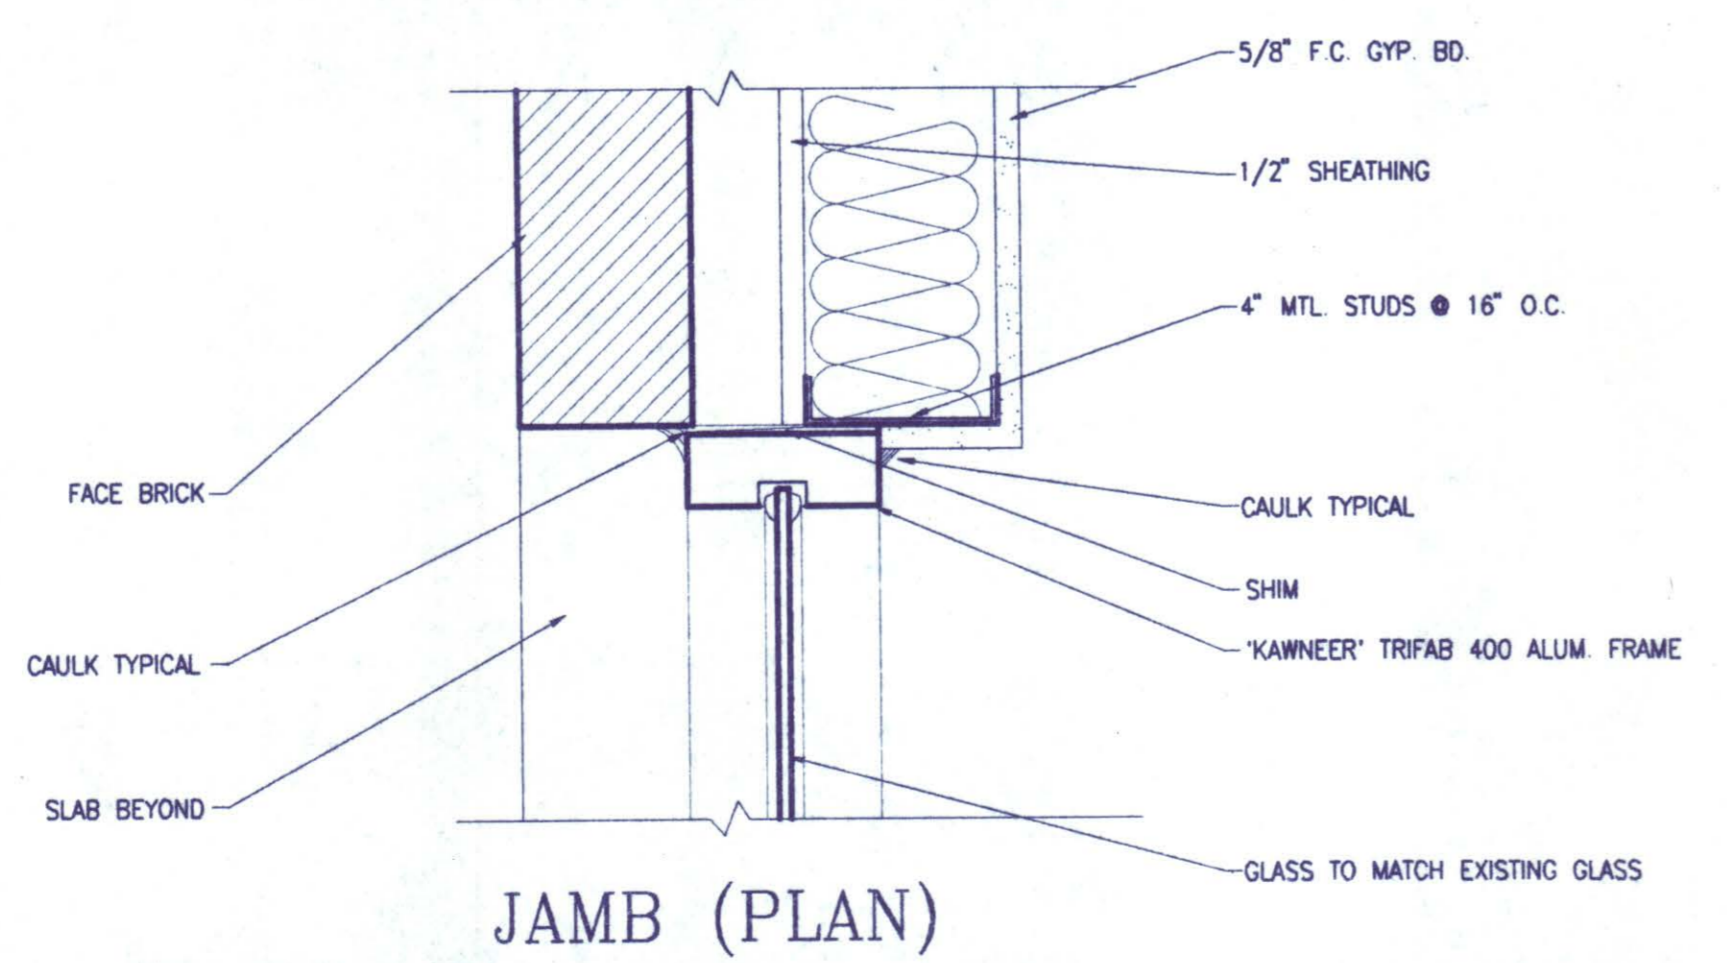 5/8" F.C. GYP. BD.
1/2" SHEATHING
4" MTL. STUDS @ 16" O.C.
FACE BRICK
CAULK TYPICAL
SHIM
'KAWNEER' TRIFAB 400 ALUM. FRAME
CAULK TYPICAL
SLAB BEYOND
GLASS TO MATCH EXISTING GLASS
JAMB (PLAN)